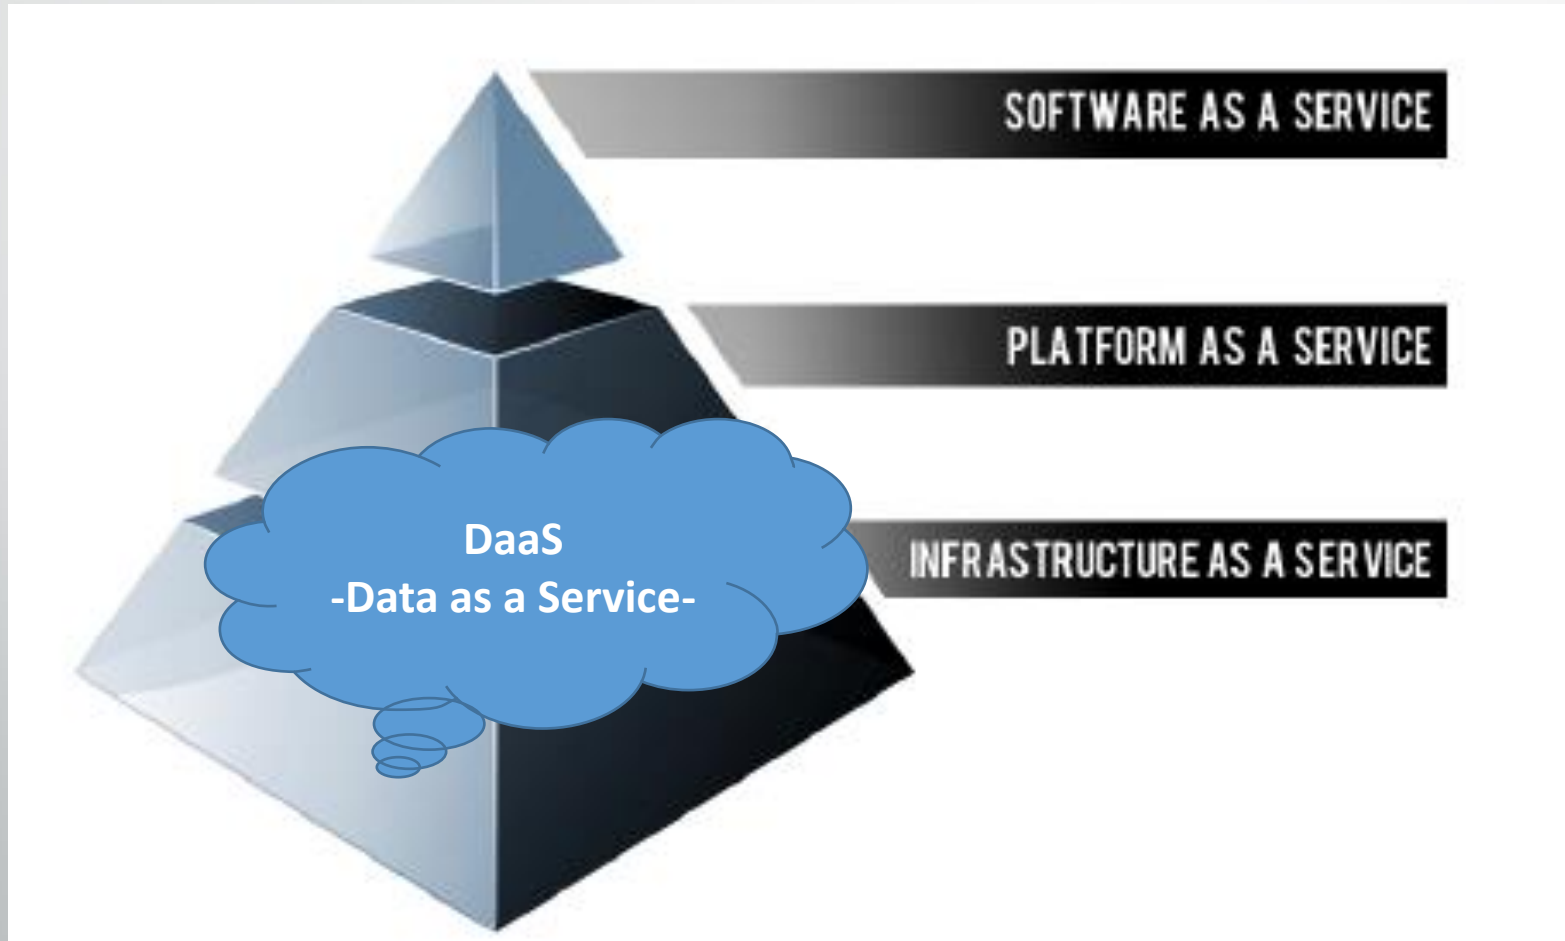 SOFTWARE AS A SERVICE
PLATFORM AS A SERVICE
INFRASTRUCTURE AS A SERVICE
DaaS
-Data as a Service-